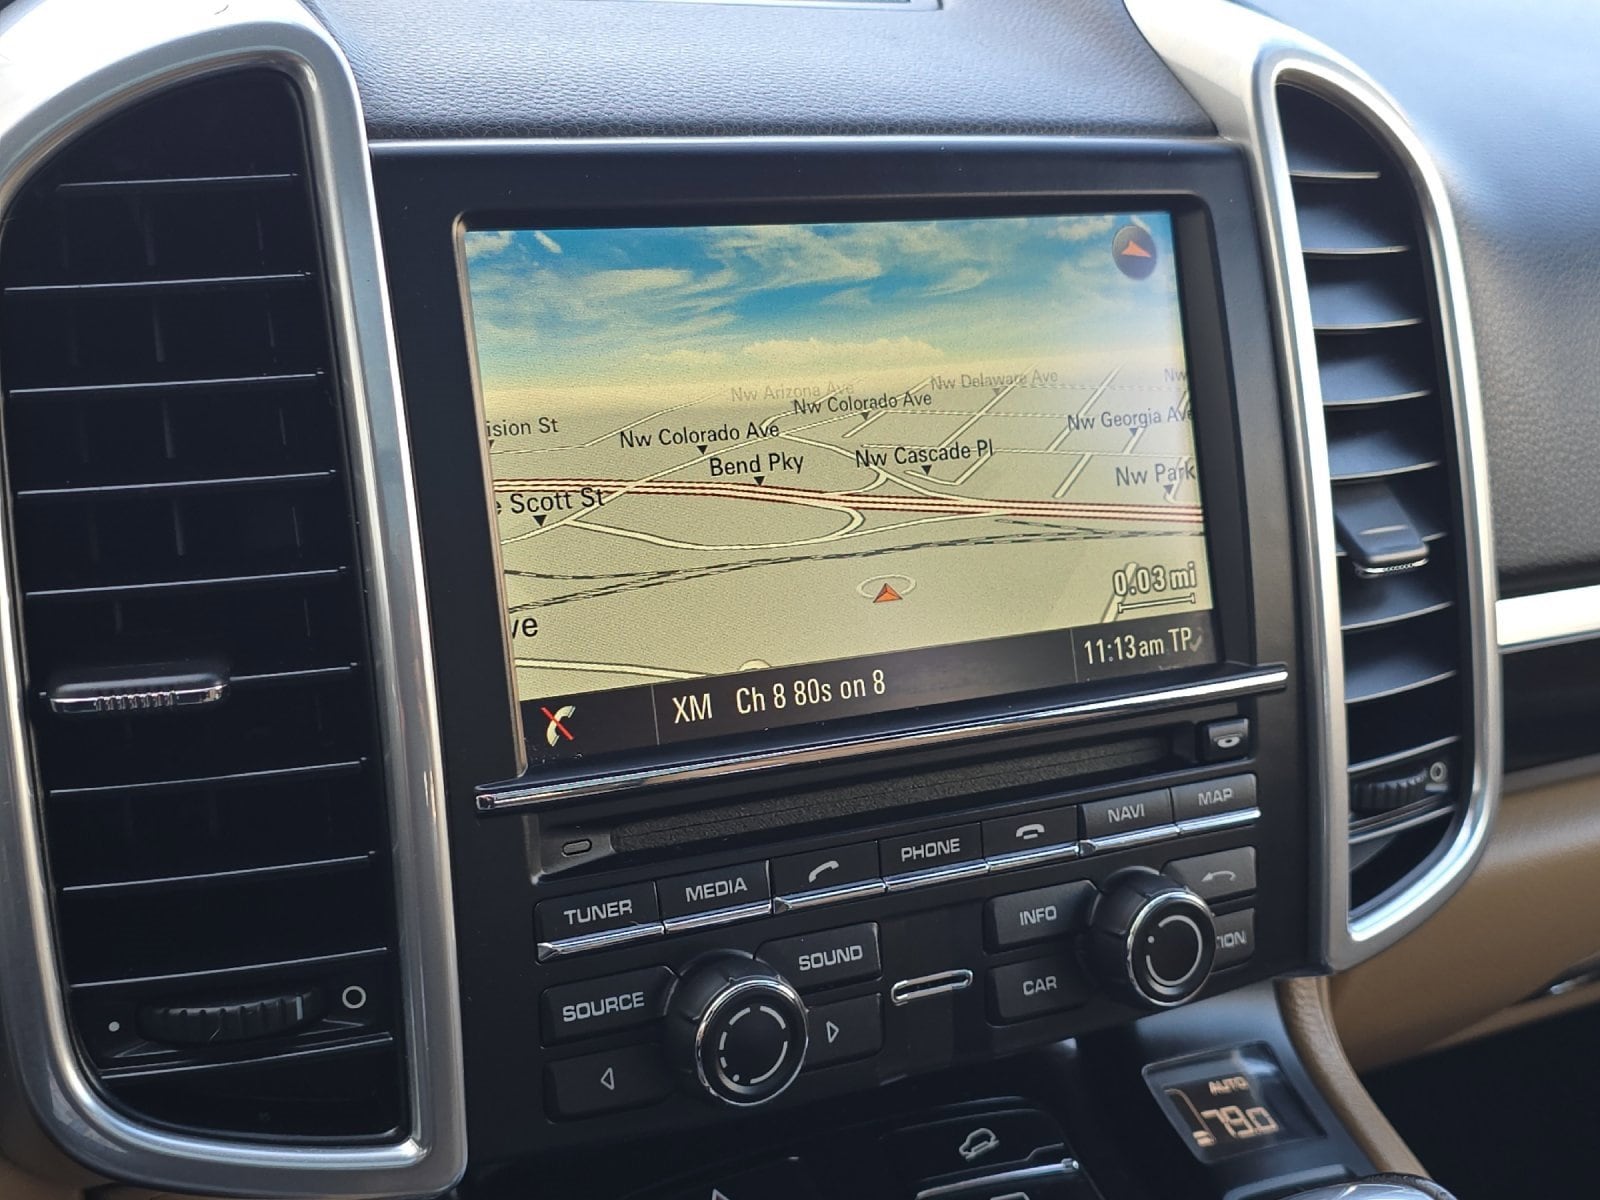 Nw Arizona Ave
Nw Delaware Ave
Nw
Nw Colorado Ave
Nw Georgia Ave
ision St
Nw Colorado Ave
Nw Cascade Pl
Bend Pky
Nw Park
e Scott St
0.03 mi
ve
11:13am TP
XM Ch 8 80s on 8
MAP
NAVI
PHONE
MEDIA
TUNER
INFO
TION
SOUND
CAR
SOURCE
AUTO
79.0